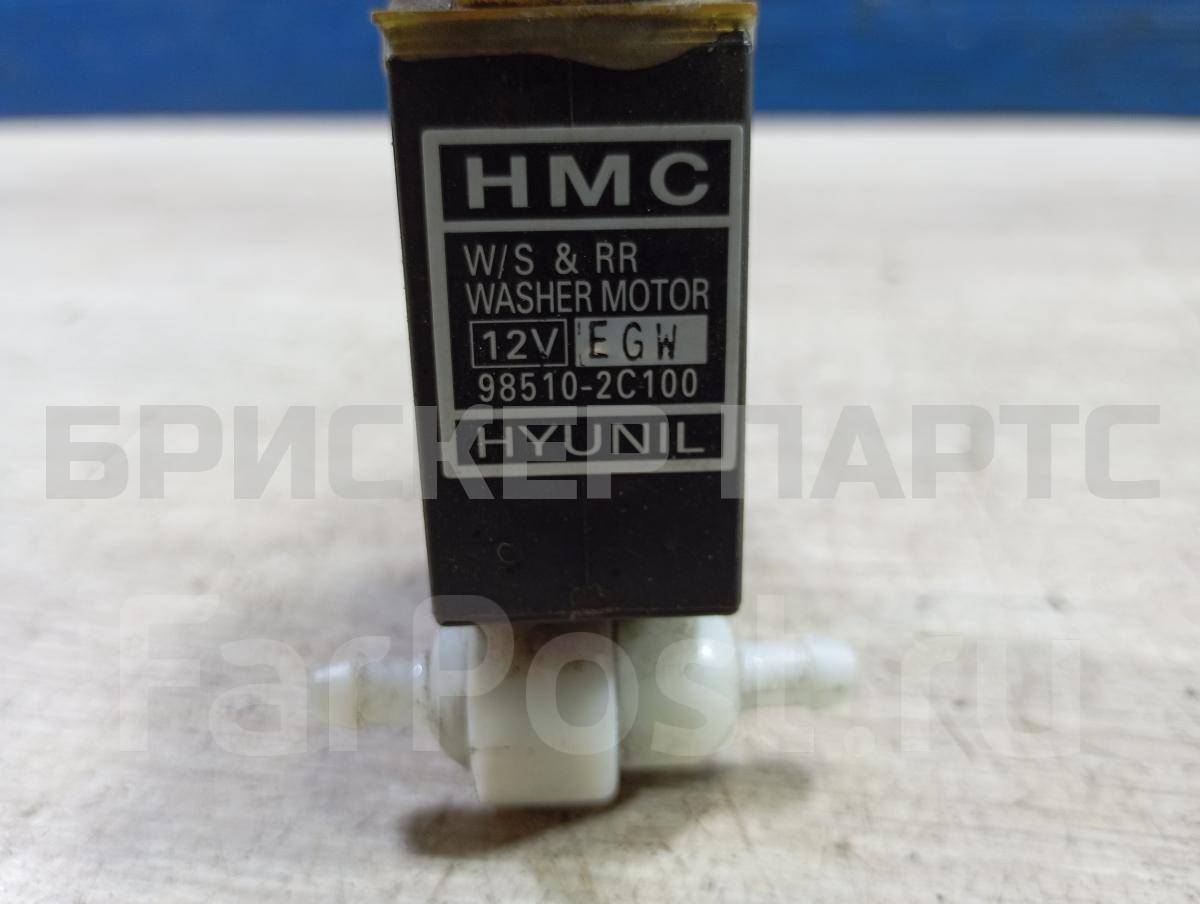 HMC
W/S & RR
WASHER MOTOR
12V EGW
98510-2C100
БРИСКЕР ПАРТС
HYUNIL
C
FarPost.ru